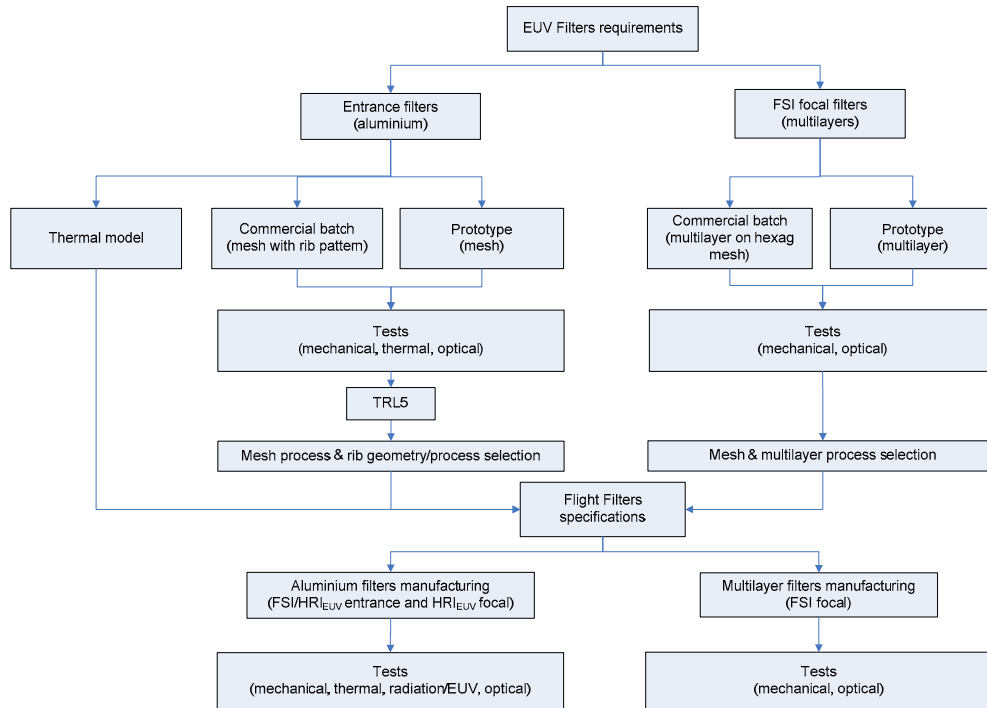 EUV Filters requirements
Entrance filters
(aluminium)
FSI focal filters
(multilayers)
Thermal model
Commercial batch
(mesh with rib pattern)
Prototype
(mesh)
Commercial batch
(multilayer on hexag
mesh)
Prototype
(multilayer)
Tests
(mechanical, thermal, optical)
Tests
(mechanical, optical)
TRL5
Mesh process & rib geometry/process selection
Mesh & multilayer process selection
Flight Filters
specifications
Aluminium filters manufacturing
(FSI/HRIEUV entrance and HRIEUV focal)
Multilayer filters manufacturing
(FSI focal)
Tests
(mechanical, thermal, radiation/EUV, optical)
Tests
(mechanical, optical)